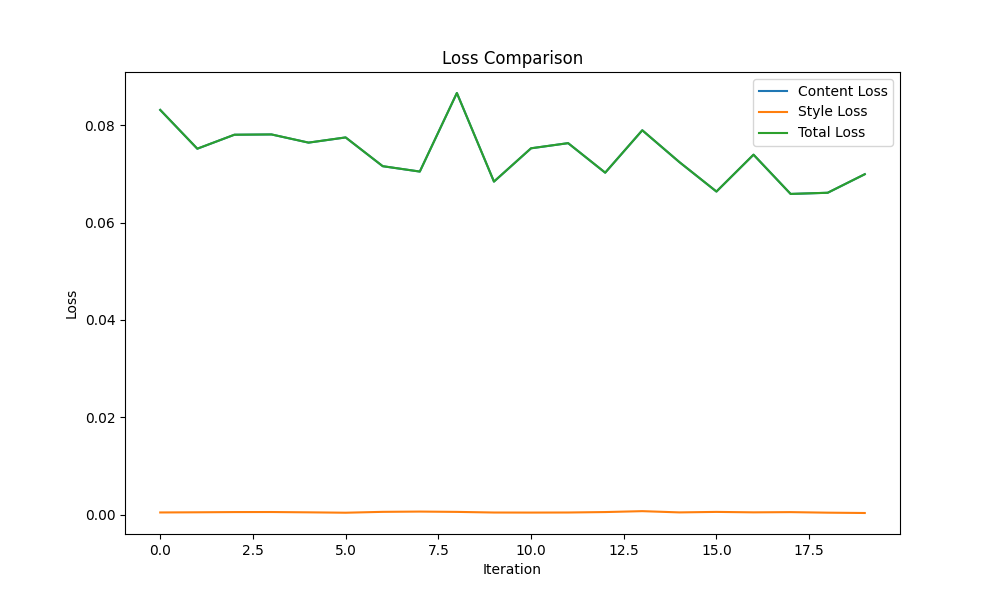 Loss Comparison
Content Loss
Style Loss
Total Loss
0.08
0.06
0.04
0.02
0.00
Loss
0.0 2.5 5.0 7.5 10.0 12.5 15.0 17.5
Iteration